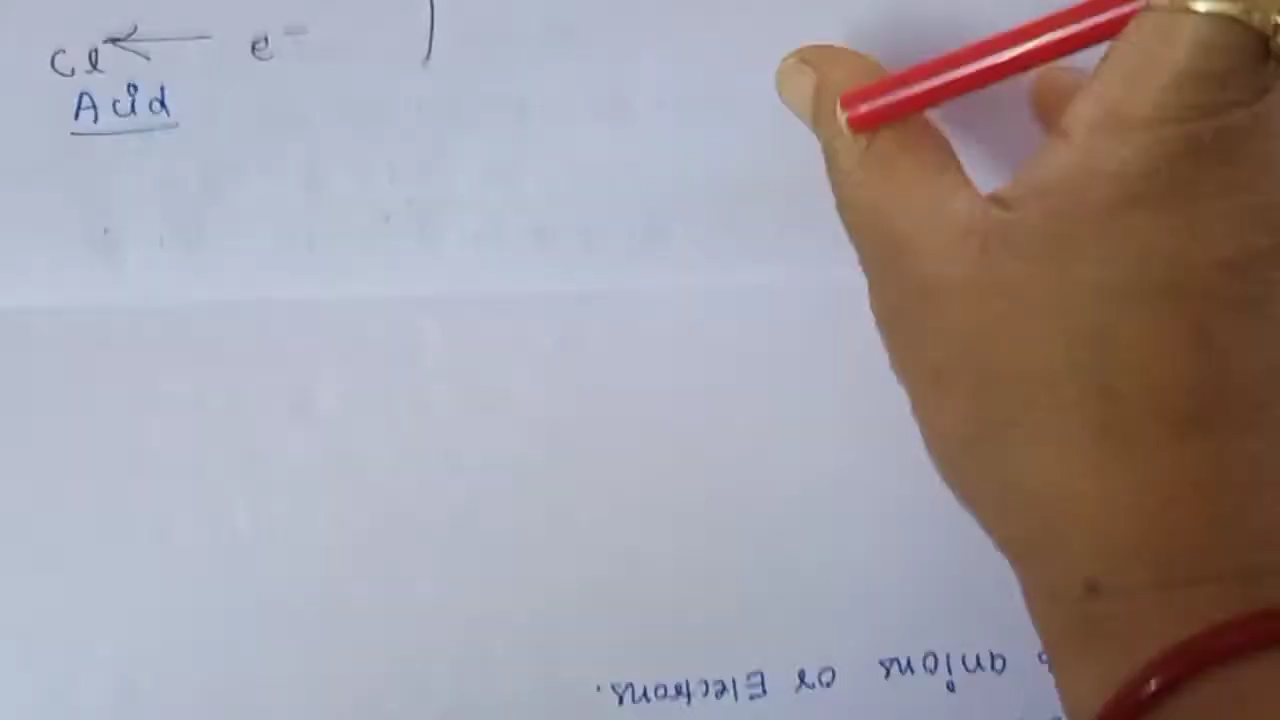 Cl ← e⁻ )
Acid
anions or Electrons.